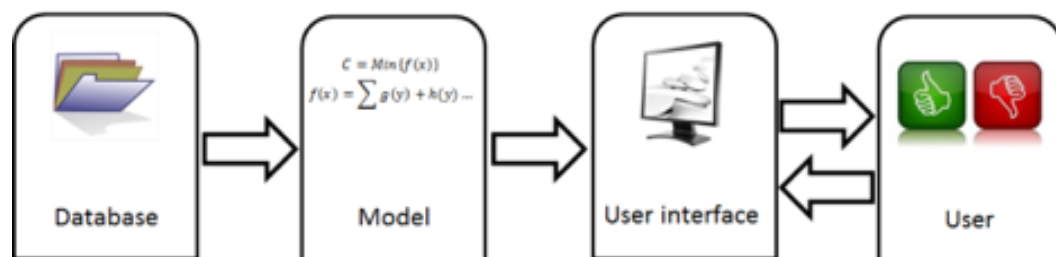 C = Min{f(x)}
f(x) = ∑ g(y) + h(y) ...
Database
Model
User interface
User